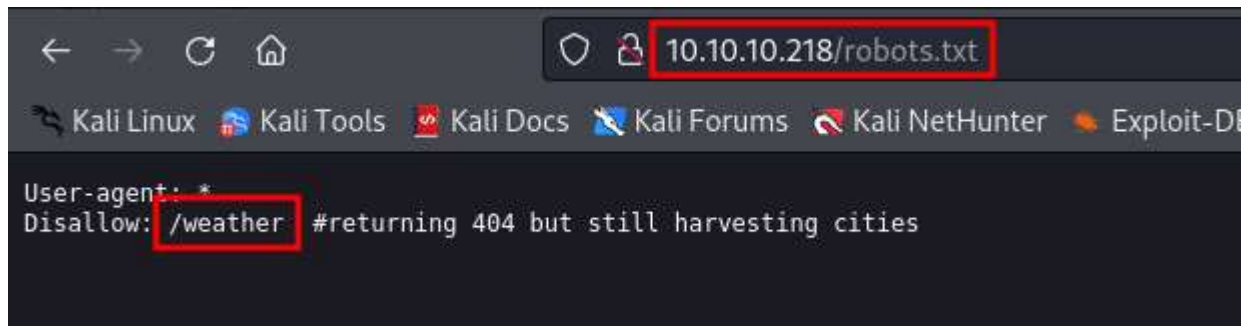 10.10.10.218/robots.txt
Kali Linux Kali Tools Kali Docs Kali Forums Kali NetHunter Exploit-DB
User-agent: *
Disallow: /weather #returning 404 but still harvesting cities